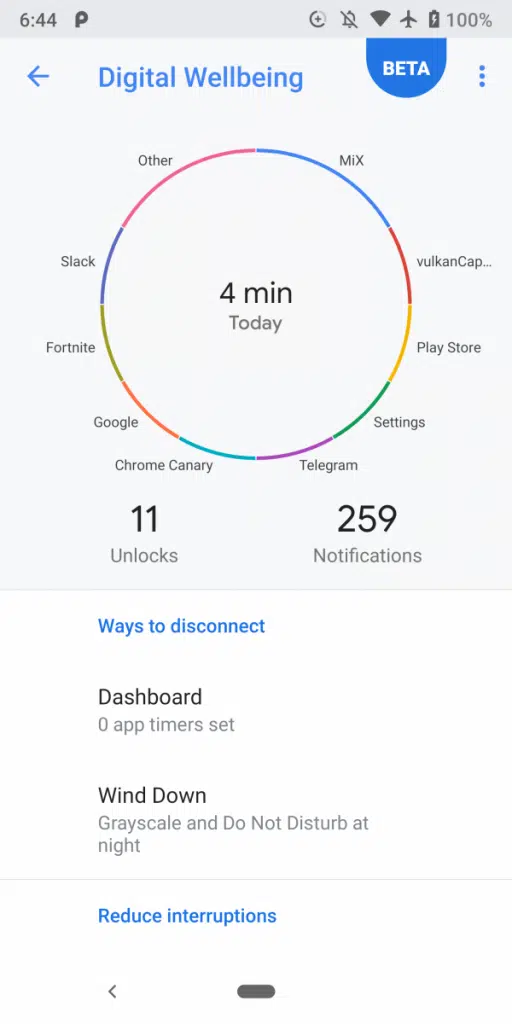 6:44
100%
Digital Wellbeing
BETA
Other
MiX
Slack
vulkanCap...
4 min
Today
Fortnite
Play Store
Google
Settings
Chrome Canary
Telegram
11
259
Unlocks
Notifications
Ways to disconnect
Dashboard
0 app timers set
Wind Down
Grayscale and Do Not Disturb at
night
Reduce interruptions